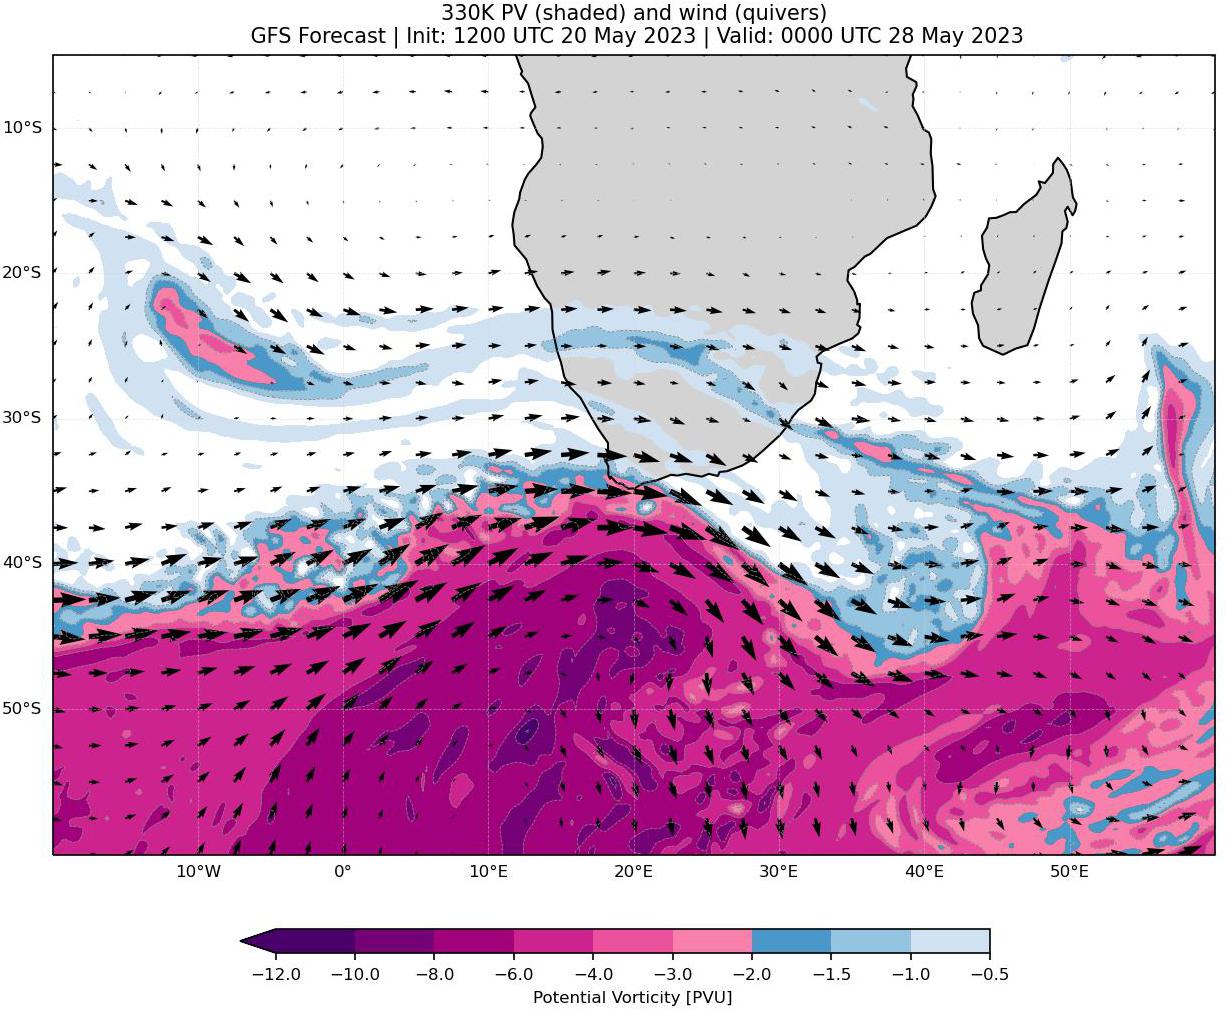 330K PV (shaded) and wind (quivers)
GFS Forecast | Init: 1200 UTC 20 May 2023 | Valid: 0000 UTC 28 May 2023
10°S
20°S
30°S
40°S
50°S
10°W 0° 10°E 20°E 30°E 40°E 50°E
−12.0 −10.0 −8.0 −6.0 −4.0 −3.0 −2.0 −1.5 −1.0 −0.5
Potential Vorticity [PVU]